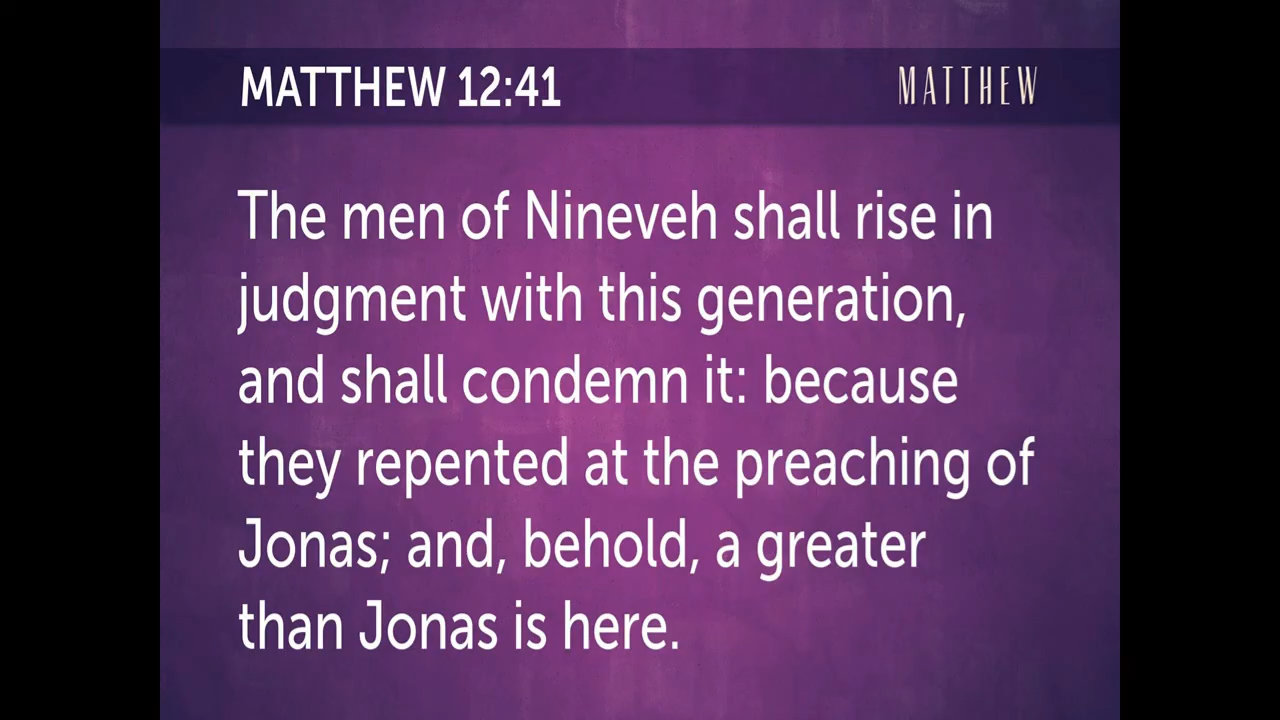 MATTHEW 12:41
MATTHEW
The men of Nineveh shall rise in
judgment with this generation,
and shall condemn it: because
they repented at the preaching of
Jonas; and, behold, a greater
than Jonas is here.